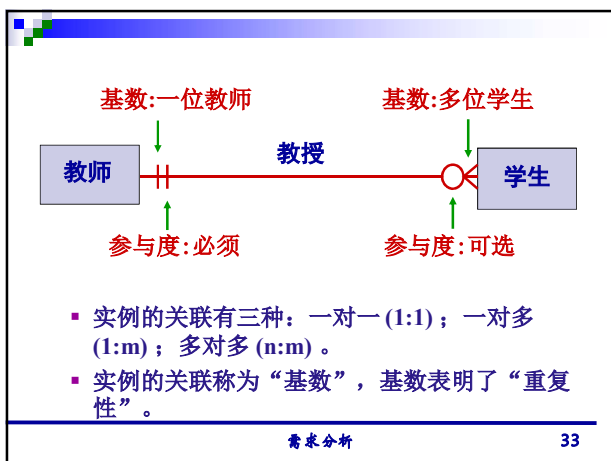 基数:一位教师
基数:多位学生
教师
教授
学生
参与度:必须
参与度:可选
实例的关联有三种：一对一 (1:1)；一对多
(1:m)；多对多 (n:m)。
实例的关联称为“基数”，基数表明了“重复
性”。
需求分析
33